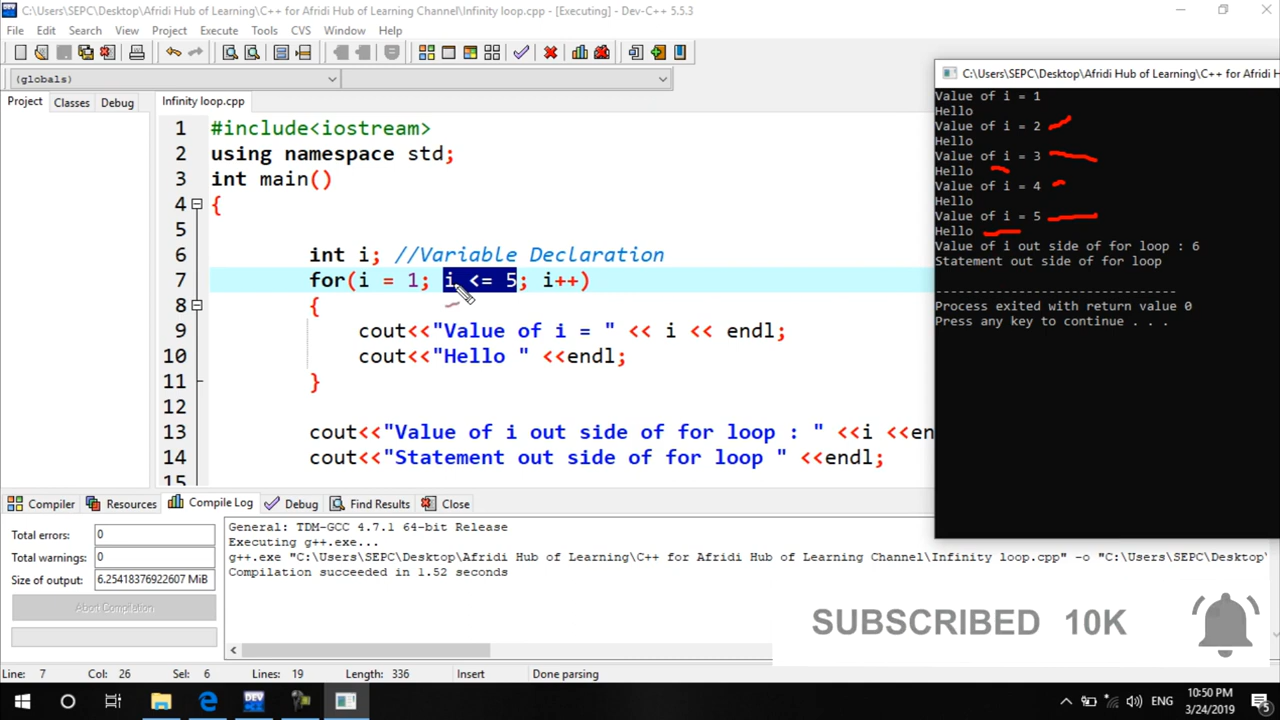 C:\Users\SEPC\Desktop\Afridi Hub of Learning\C++ for Afridi Hub of Learning Channel\Infinity loop.cpp - [Executing] - Dev-C++ 5.5.3
File Edit Search View Project Execute Tools CVS Window Help
(globals)
Project Classes Debug Infinity loop.cpp
1 #include<iostream>
2 using namespace std;
3 int main()
4 {
5
6 int i; //Variable Declaration
7 for(i = 1; i <= 5; i++)
8 {
9 cout<<"Value of i = " << i << endl;
10 cout<<"Hello " <<endl;
11 }
12
13 cout<<"Value of i out side of for loop : " <<i <<en
14 cout<<"Statement out side of for loop " <<endl;
15
C:\Users\SEPC\Desktop\Afridi Hub of Learning\C++ for Afridi H
Value of i = 1
Hello
Value of i = 2
Hello
Value of i = 3
Hello
Value of i = 4
Hello
Value of i = 5
Hello
Value of i out side of for loop : 6
Statement out side of for loop
--------------------------------
Process exited with return value 0
Press any key to continue . . .
Compiler Resources Compile Log Debug Find Results Close
Total errors: 0
Total warnings: 0
Size of output: 6.25418376922607 MiB
Abort Compilation
General: TDM-GCC 4.7.1 64-bit Release
Executing g++.exe...
g++.exe "C:\Users\SEPC\Desktop\Afridi Hub of Learning\C++ for Afridi Hub of Learning Channel\Infinity loop.cpp" -o "C:\Users\SEPC\Desktop\
Compilation succeeded in 1.52 seconds
SUBSCRIBED 10K
Line: 7 Col: 26 Sel: 6 Lines: 19 Length: 336 Insert Done parsing
DEV
ENG
10:50 PM
3/24/2019
5